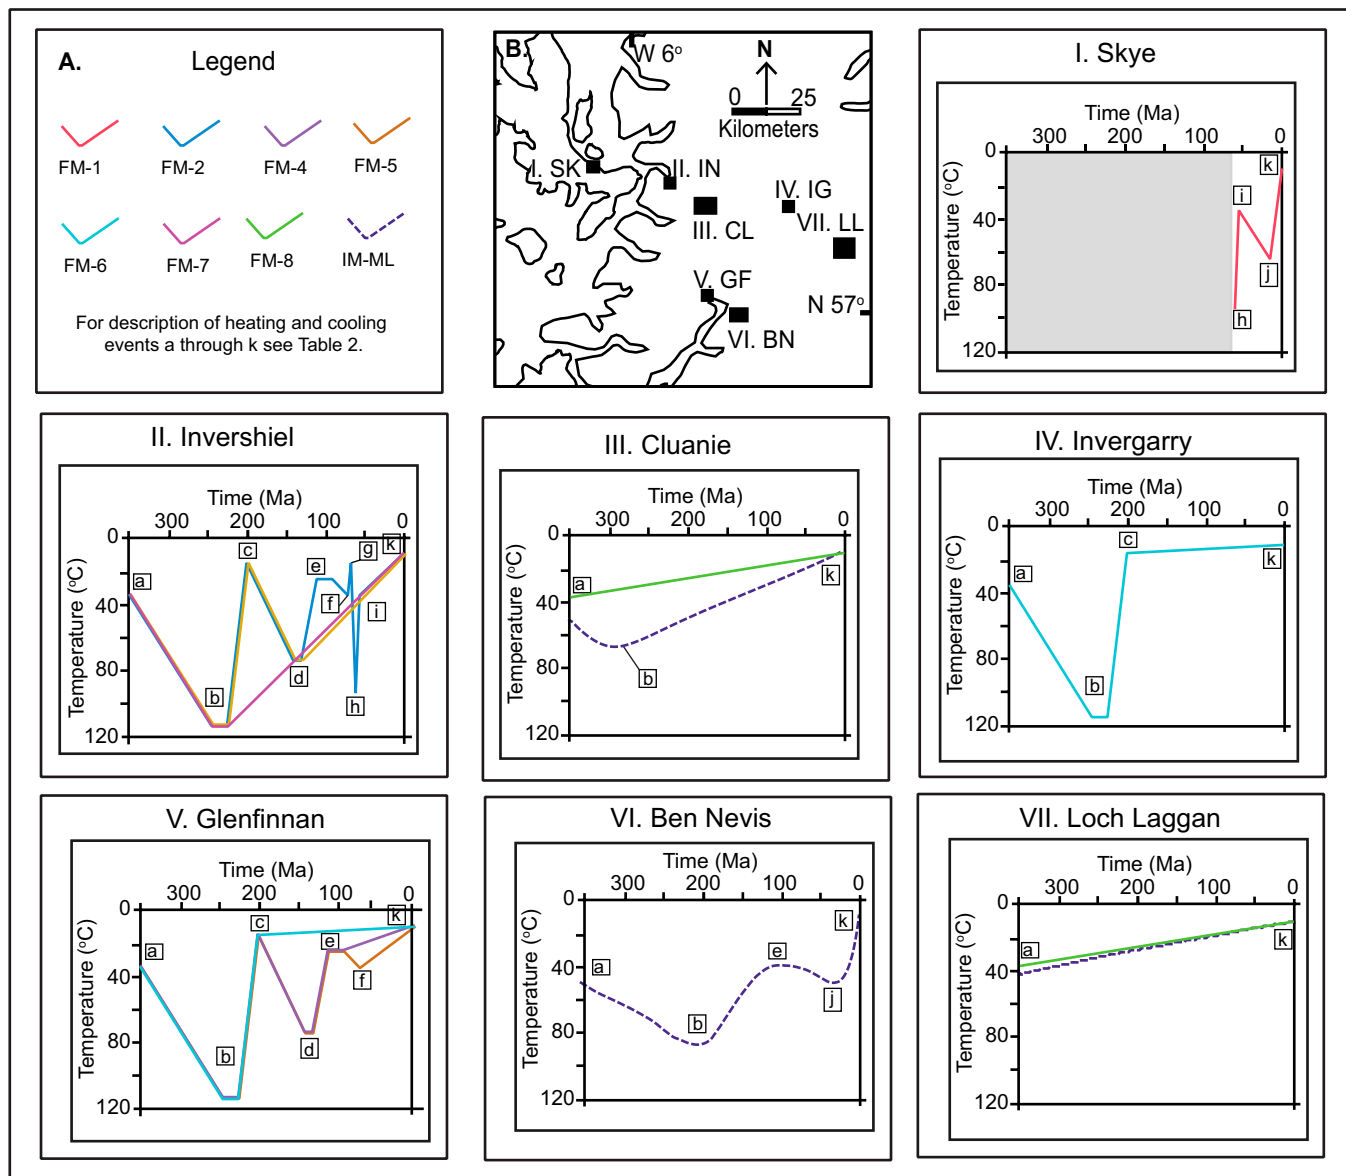 A. Legend
FM-1 FM-2 FM-4 FM-5
FM-6 FM-7 FM-8 IM-ML
For description of heating and cooling
events a through k see Table 2.
B. W 6° N
0 25
Kilometers
I. SK II. IN
III. CL
IV. IG
VII. LL
V. GF
N 57°
VI. BN
I. Skye
Time (Ma)
300 200 100 0
Temperature (°C)
0
40
80
120
k
i
j
h
II. Invershiel
Time (Ma)
300 200 100 0
Temperature (°C)
0
40
80
120
a
b
c
d
e
f
g
h
i
k
III. Cluanie
Time (Ma)
300 200 100 0
Temperature (°C)
0
40
80
120
a
b
k
IV. Invergarry
Time (Ma)
300 200 100 0
Temperature (°C)
0
40
80
120
a
b
c
k
V. Glenfinnan
Time (Ma)
300 200 100 0
Temperature (°C)
0
40
80
120
a
b
c
d
e
f
k
VI. Ben Nevis
Time (Ma)
300 200 100 0
Temperature (°C)
0
40
80
120
a
b
e
j
k
VII. Loch Laggan
Time (Ma)
300 200 100 0
Temperature (°C)
0
40
80
120
a
k